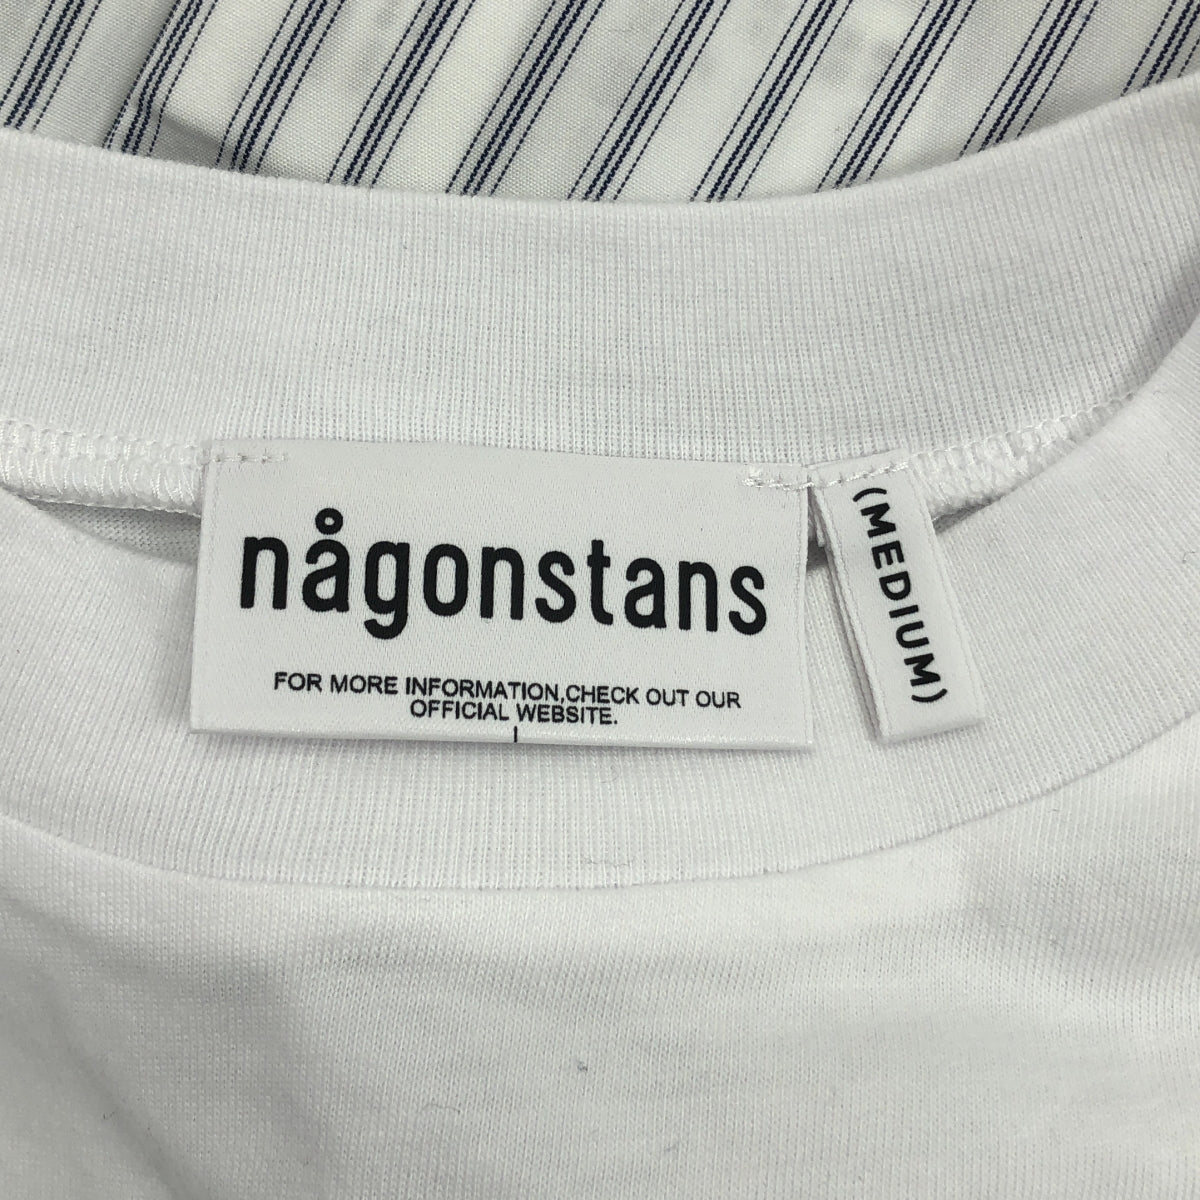 någonstans
FOR MORE INFORMATION,CHECK OUT OUR
OFFICIAL WEBSITE.
(MEDIUM)